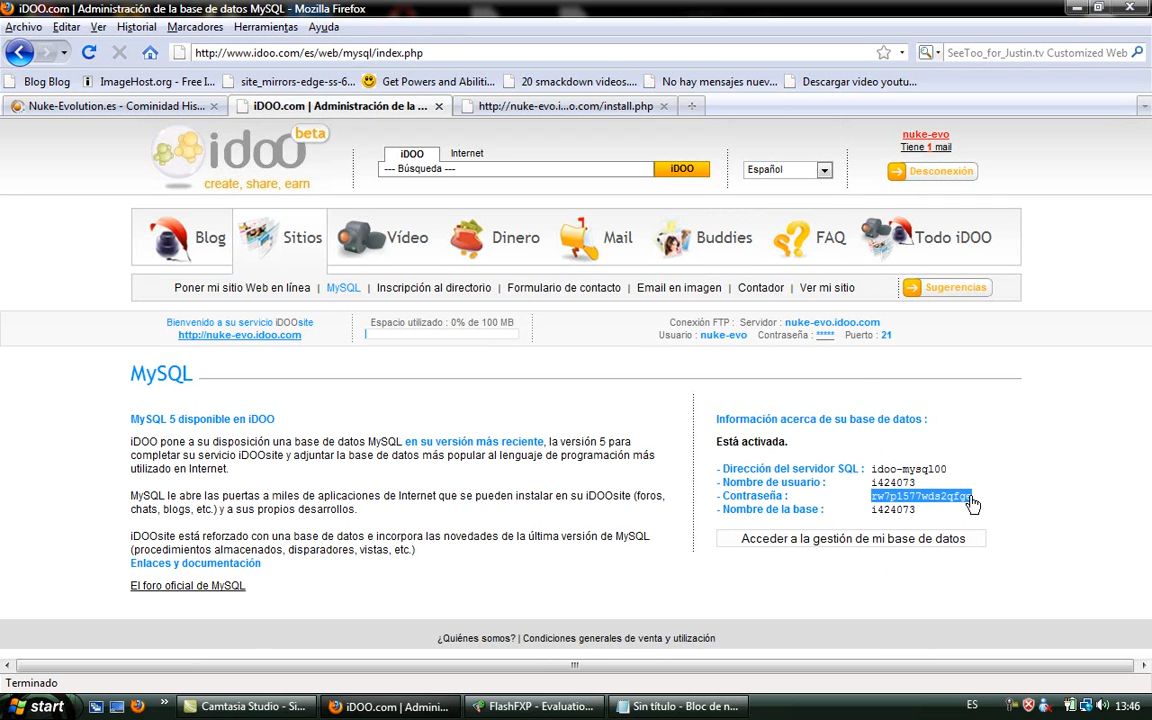 iDOO.com | Administración de la base de datos MySQL - Mozilla Firefox
Archivo Editar Ver Historial Marcadores Herramientas Ayuda
http://www.idoo.com/es/web/mysql/index.php
SeeToo_for_Justin.tv Customized Web
Blog Blog ImageHost.org - Free I... site_mirrors-edge-ss-6... Get Powers and Abiliti... 20 smackdown videos.... No hay mensajes nuev... Descargar video youtu...
Nuke-Evolution.es - Cominidad His... iDOO.com | Administración de la ... http://nuke-evo.i...o.com/install.php
idoo beta
create, share, earn
iDOO Internet
--- Búsqueda --- iDOO
Español
nuke-evo
Tiene 1 mail
Desconexión
Blog Sitios Vídeo Dinero Mail Buddies FAQ Todo iDOO
Poner mi sitio Web en línea | MySQL | Inscripción al directorio | Formulario de contacto | Email en imagen | Contador | Ver mi sitio
Sugerencias
Bienvenido a su servicio iDOOsite
http://nuke-evo.idoo.com
Espacio utilizado : 0% de 100 MB
Conexión FTP : Servidor : nuke-evo.idoo.com
Usuario : nuke-evo Contraseña : ***** Puerto : 21
MySQL
MySQL 5 disponible en iDOO
iDOO pone a su disposición una base de datos MySQL en su versión más reciente, la versión 5 para
completar su servicio iDOOsite y adjuntar la base de datos más popular al lenguaje de programación más
utilizado en Internet.
MySQL le abre las puertas a miles de aplicaciones de Internet que se pueden instalar en su iDOOsite (foros,
chats, blogs, etc.) y a sus propios desarrollos.
iDOOsite está reforzado con una base de datos e incorpora las novedades de la última versión de MySQL
(procedimientos almacenados, disparadores, vistas, etc.)
Enlaces y documentación
El foro oficial de MySQL
Información acerca de su base de datos :
Está activada.
- Dirección del servidor SQL : idoo-mysql00
- Nombre de usuario : i424073
- Contraseña :
- Nombre de la base : i424073
Acceder a la gestión de mi base de datos
¿Quiénes somos? | Condiciones generales de venta y utilización
Terminado
start Camtasia Studio - Si... iDOO.com | Admini... FlashFXP - Evaluatio... Sin título - Bloc de n... ES 13:46